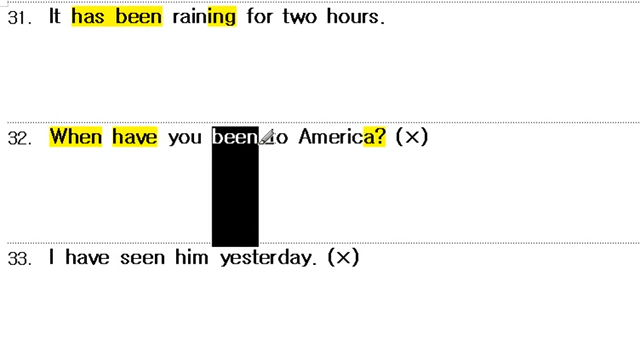 31. It has been raining for two hours.
32. When have you been to America? (×)
33. I have seen him yesterday. (×)